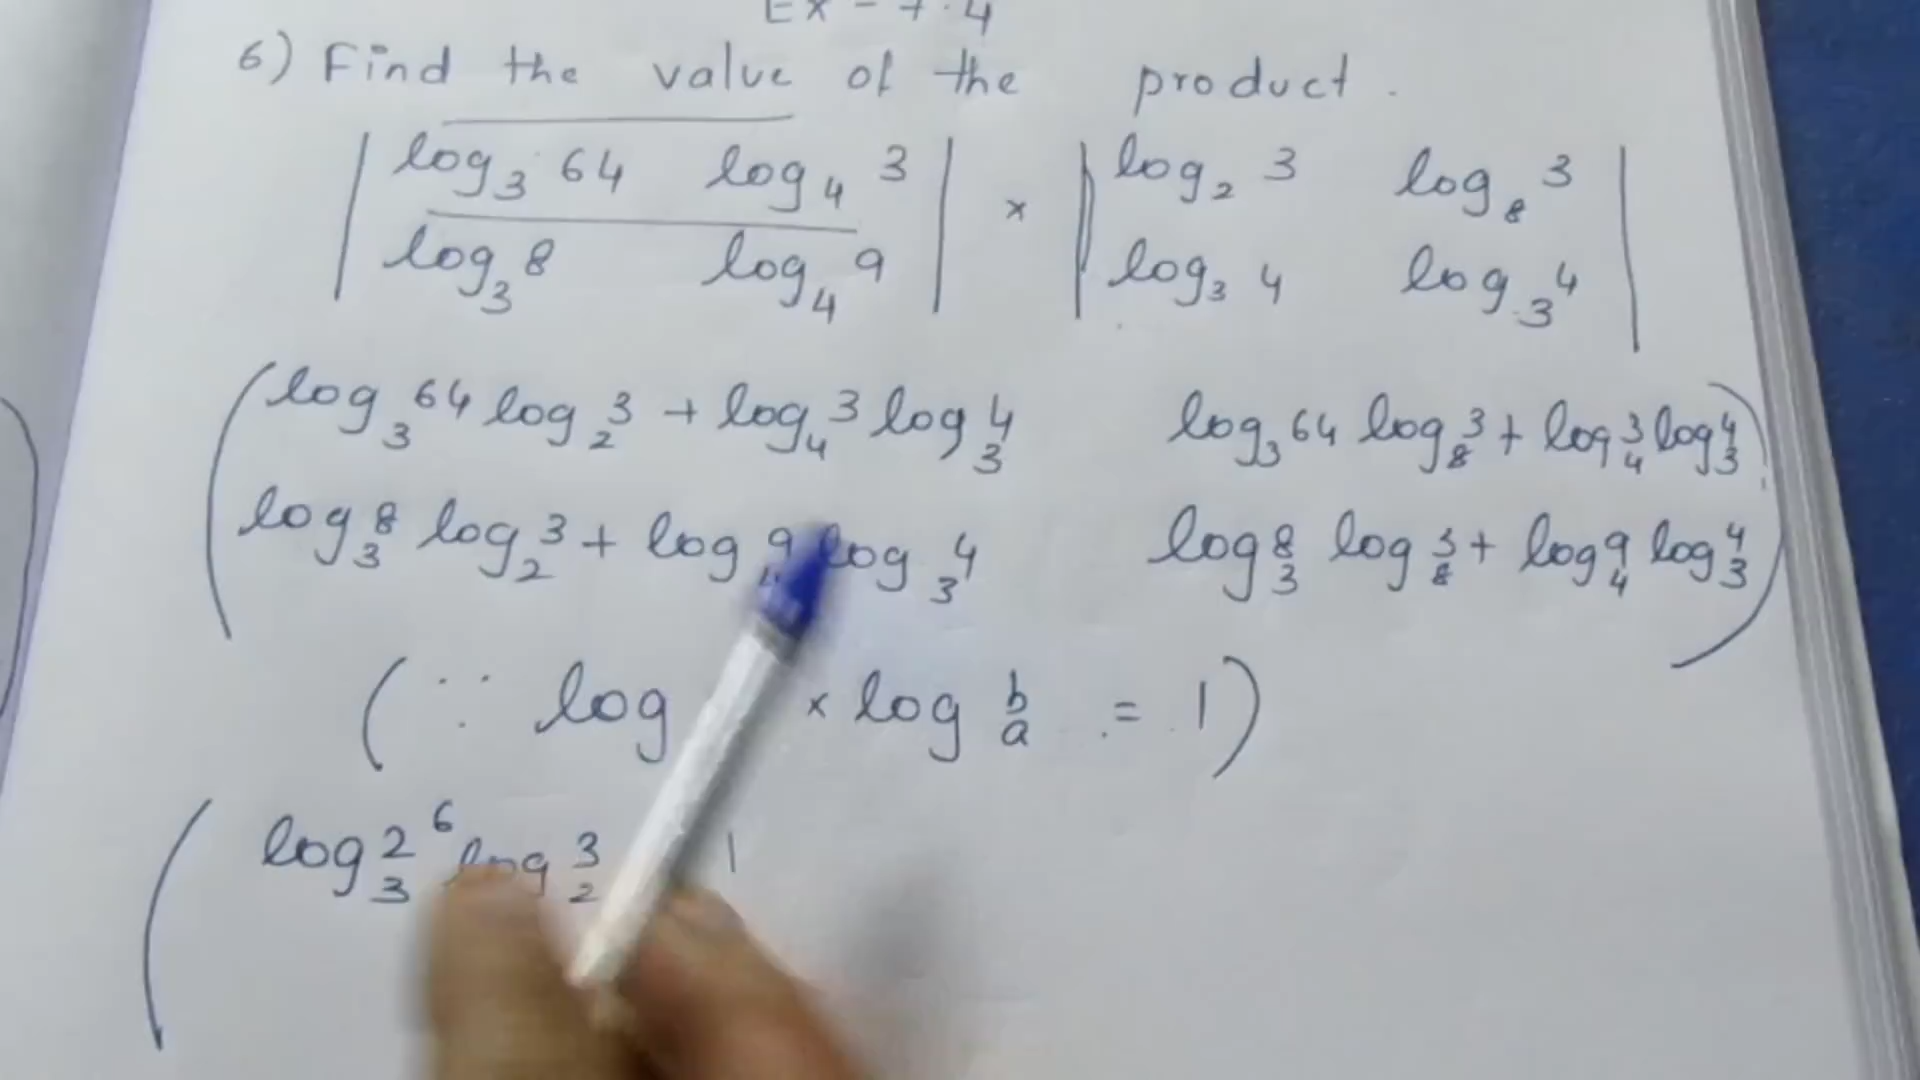 Ex - 7.4
6) Find the value of the product.
| log₃ 64 log₄ 3 | × | log₂ 3 log₈ 3 |
| log₃ 8 log₄ 9 | | log₃ 4 log₃ 4 |
( log₃ 64 log₂ 3 + log₄ 3 log₃ 4 log₃ 64 log₈ 3 + log₄ 3 log₃ 4 )
( log₃ 8 log₂ 3 + log 9 log₃ 4 log₃ 8 log₈ 3 + log₄ 9 log₃ 4 )
( ∵ log × logₐ b = 1 )
( log₃ 2⁶ log₂ 3 1